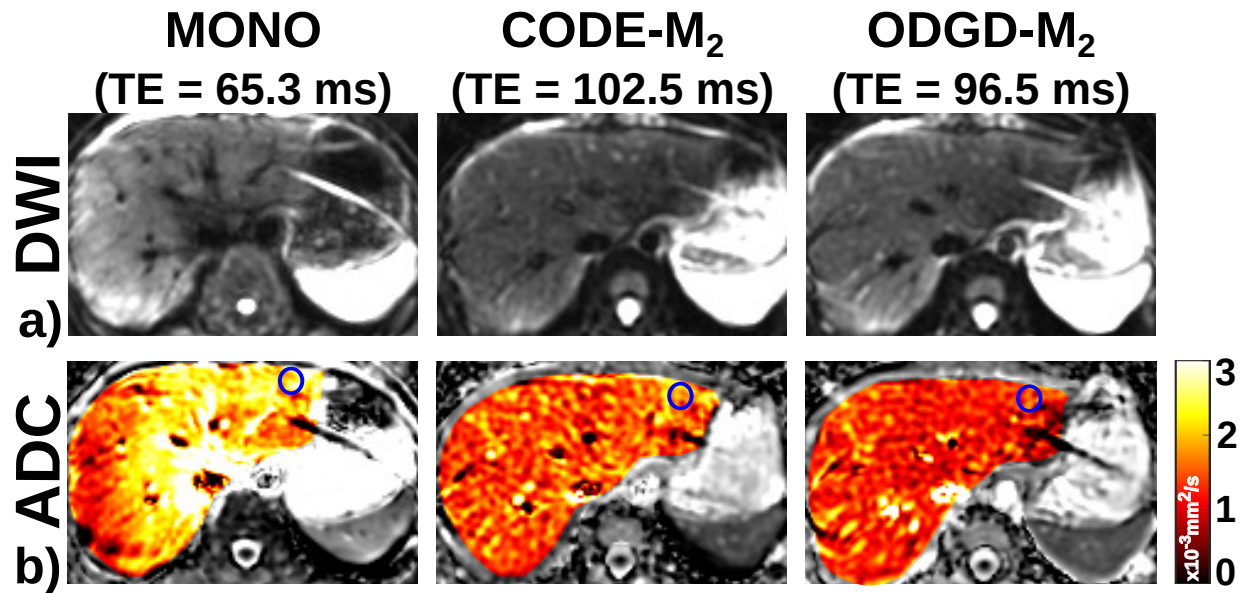 MONO
(TE = 65.3 ms)
CODE-M₂
(TE = 102.5 ms)
ODGD-M₂
(TE = 96.5 ms)
a) DWI
b) ADC
3
2
1
0
x10⁻³mm²/s